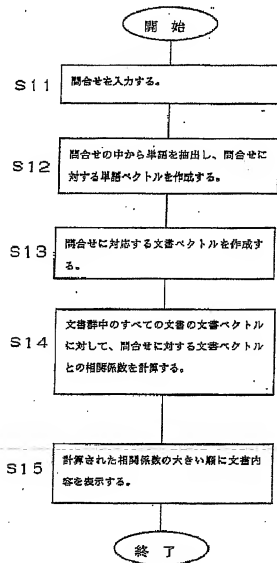 開始
S11
問合せを入力する。
S12
問合せの中から単語を抽出し、問合せに
対する単語ベクトルを作成する。
S13
問合せに対応する文書ベクトルを作成す
る。
S14
文書群中のすべての文書の文書ベクトル
に対して、問合せに対する文書ベクトル
との相関係数を計算する。
S15
計算された相関係数の大きい順に文書内
容を表示する。
終了